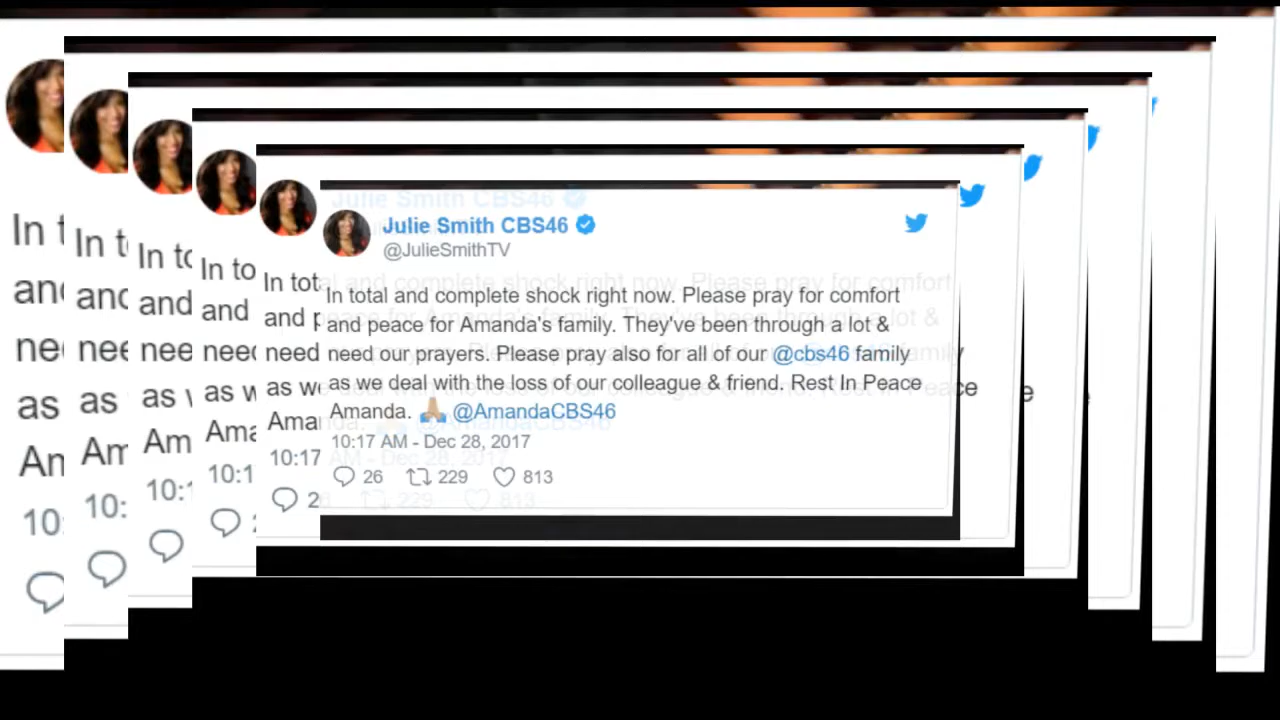 Julie Smith CBS46
@JulieSmithTV
In total and complete shock right now. Please pray for comfort
and peace for Amanda's family. They've been through a lot &
need our prayers. Please pray also for all of our @cbs46 family
as we deal with the loss of our colleague & friend. Rest In Peace
Amanda. 🙏🏽 @AmandaCBS46
10:17 AM - Dec 28, 2017
26 229 813